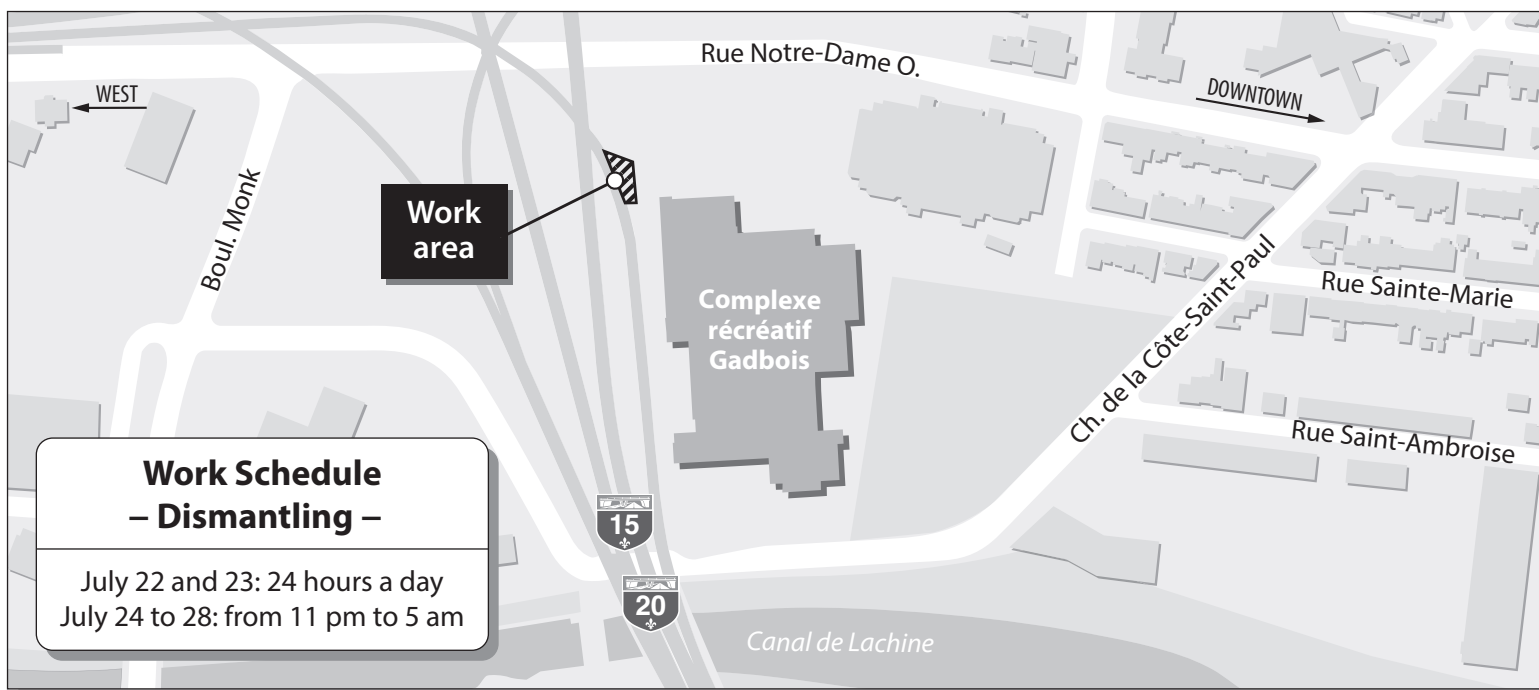 Rue Notre-Dame O.
WEST
DOWNTOWN
Boul. Monk
Work
area
Complexe
récréatif
Gadbois
Ch. de la Côte-Saint-Paul
Rue Sainte-Marie
Rue Saint-Ambroise
Work Schedule
– Dismantling –
July 22 and 23: 24 hours a day
July 24 to 28: from 11 pm to 5 am
15
20
Canal de Lachine